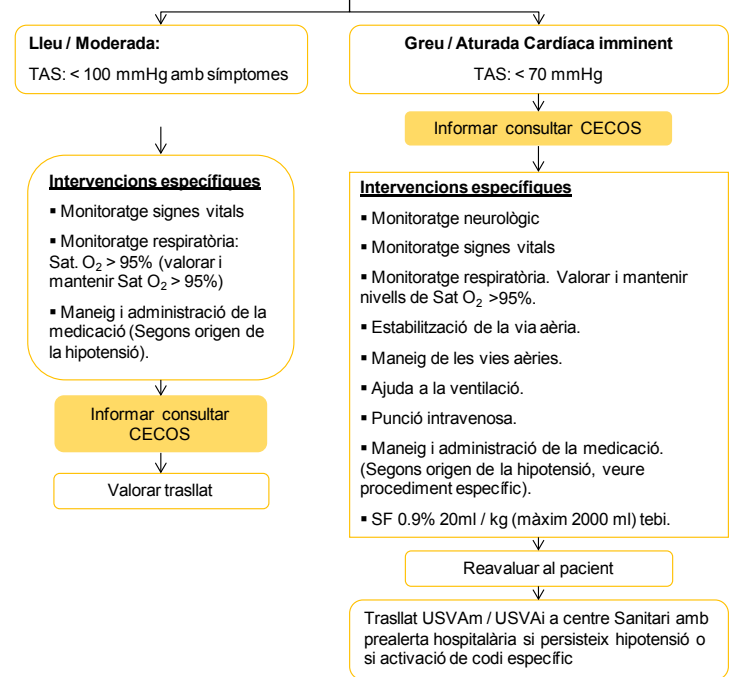 Lleu / Moderada:
TAS: < 100 mmHg amb símptomes
Informar consultar CECOS
Intervencions específiques
▪ Monitoratge signes vitals
▪ Monitoratge respiratòria:
Sat. O₂ > 95% (valorar i
mantenir Sat O₂ > 95%)
▪ Maneig i administració de la
medicació (Segons origen de
la hipotensió).
Informar consultar
CECOS
Valorar trasllat
Greu / Aturada Cardíaca imminent
TAS: < 70 mmHg
Intervencions específiques
▪ Monitoratge neurològic
▪ Monitoratge signes vitals
▪ Monitoratge respiratòria. Valorar i mantenir
nivells de Sat O₂ >95%.
▪ Estabilització de la via aèria.
▪ Maneig de les vies aèries.
▪ Ajuda a la ventilació.
▪ Punció intravenosa.
▪ Maneig i administració de la medicació.
(Segons origen de la hipotensió, veure
procediment específic).
▪ SF 0.9% 20ml / kg (màxim 2000 ml) tebi.
Reavaluar al pacient
Trasllat USVAm / USVAi a centre Sanitari amb
prealerta hospitalària si persisteix hipotensió o
si activació de codi específic